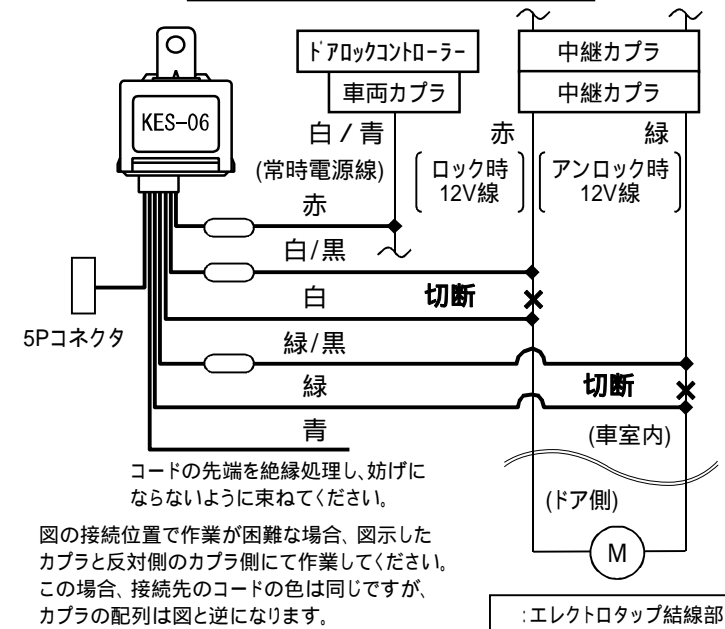 KES-06
ドアロックコントローラー
車両カプラ
中継カプラ
中継カプラ
白/青
(常時電源線)
赤
ロック時
12V線
緑
アンロック時
12V線
赤
白/黒
白
切断
緑/黒
緑
切断
青
5Pコネクタ
(車室内)
(ドア側)
M
コードの先端を絶縁処理し、妨げに
ならないように束ねてください。
図の接続位置で作業が困難な場合、図示した
カプラと反対側のカプラ側にて作業してください。
この場合、接続先のコードの色は同じですが、
カプラの配列は図と逆になります。
:エレクトロタップ結線部